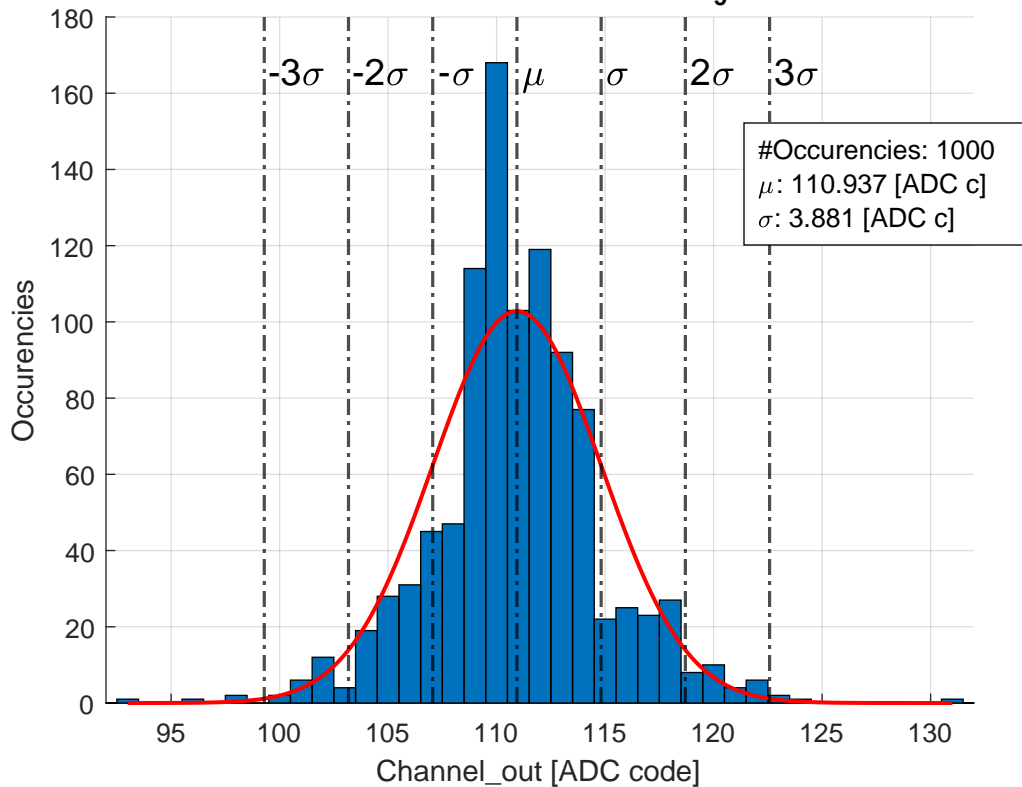 180
160
140
120
100
80
60
40
20
0
Occurencies
-3σ -2σ -σ μ σ 2σ 3σ
#Occurencies: 1000
μ: 110.937 [ADC c]
σ: 3.881 [ADC c]
95 100 105 110 115 120 125 130
Channel_out [ADC code]